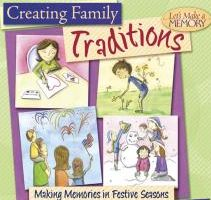 Creating Family
Traditions
Let's Make a
MEMORY
Making Memories in Festive Seasons